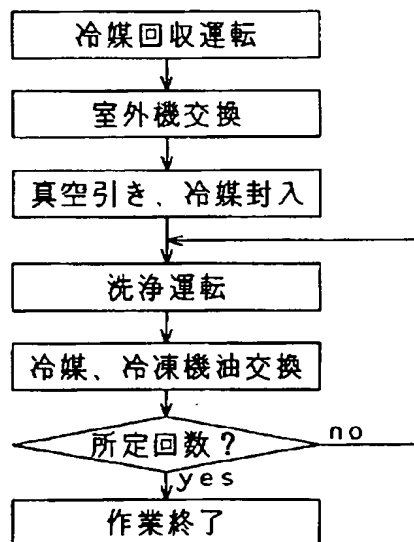 冷媒回収運転
室外機交換
真空引き、冷媒封入
洗浄運転
冷媒、冷凍機油交換
所定回数?
no
yes
作業終了